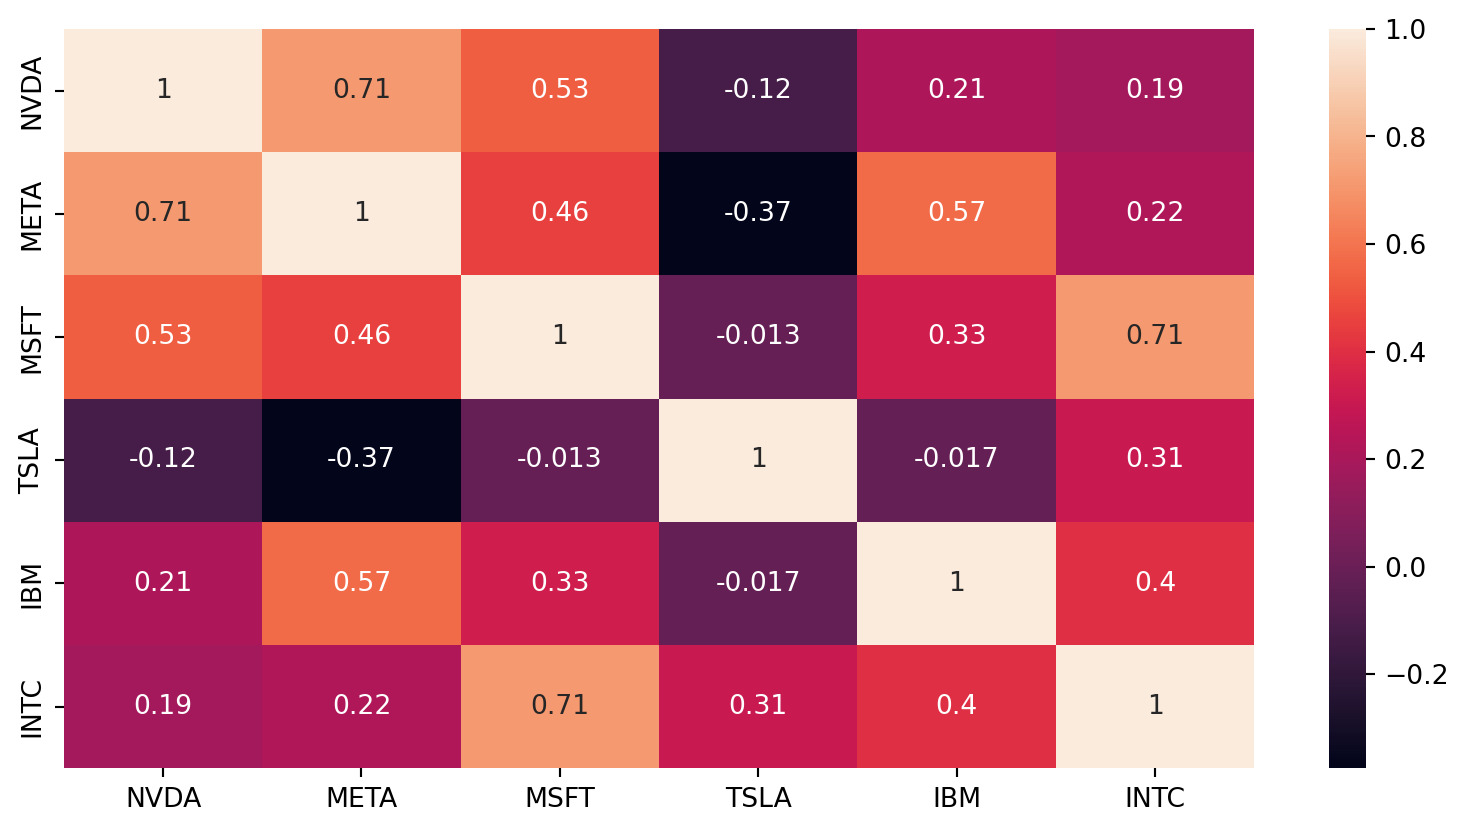 NVDA 1 0.71 0.53 -0.12 0.21 0.19
META 0.71 1 0.46 -0.37 0.57 0.22
MSFT 0.53 0.46 1 -0.013 0.33 0.71
TSLA -0.12 -0.37 -0.013 1 -0.017 0.31
IBM 0.21 0.57 0.33 -0.017 1 0.4
INTC 0.19 0.22 0.71 0.31 0.4 1
NVDA META MSFT TSLA IBM INTC
1.0
0.8
0.6
0.4
0.2
0.0
−0.2